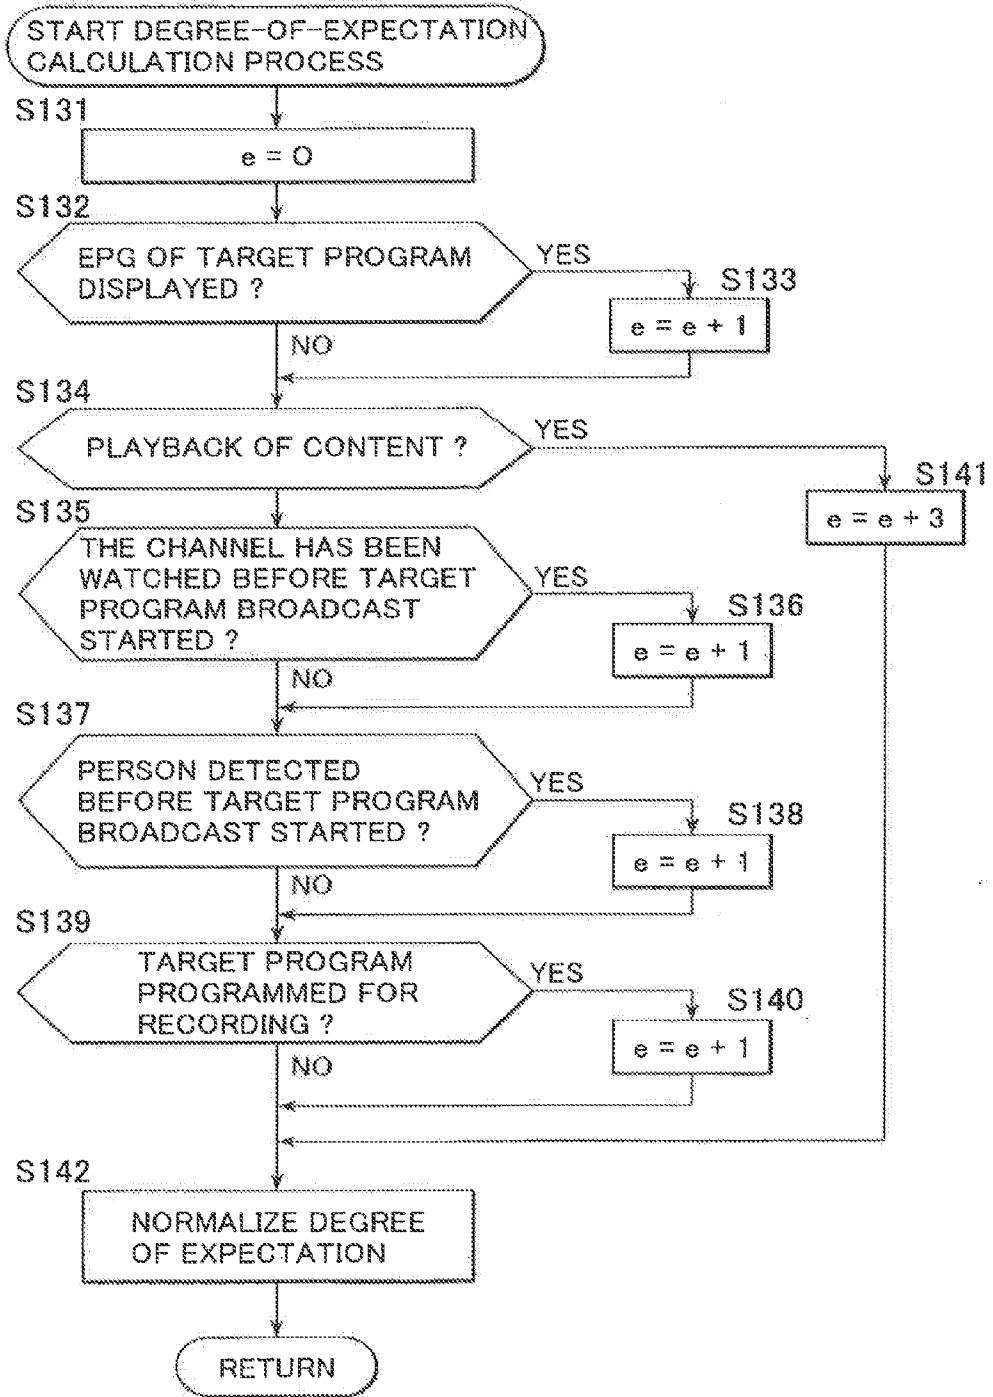 START DEGREE-OF-EXPECTATION
CALCULATION PROCESS
S131
e = 0
S132
EPG OF TARGET PROGRAM
DISPLAYED ?
YES
S133
e = e + 1
NO
S134
PLAYBACK OF CONTENT ?
YES
S141
e = e + 3
S135
THE CHANNEL HAS BEEN
WATCHED BEFORE TARGET
PROGRAM BROADCAST
STARTED ?
YES
S136
e = e + 1
NO
S137
PERSON DETECTED
BEFORE TARGET PROGRAM
BROADCAST STARTED ?
YES
S138
e = e + 1
NO
S139
TARGET PROGRAM
PROGRAMMED FOR
RECORDING ?
YES
S140
e = e + 1
NO
S142
NORMALIZE DEGREE
OF EXPECTATION
RETURN